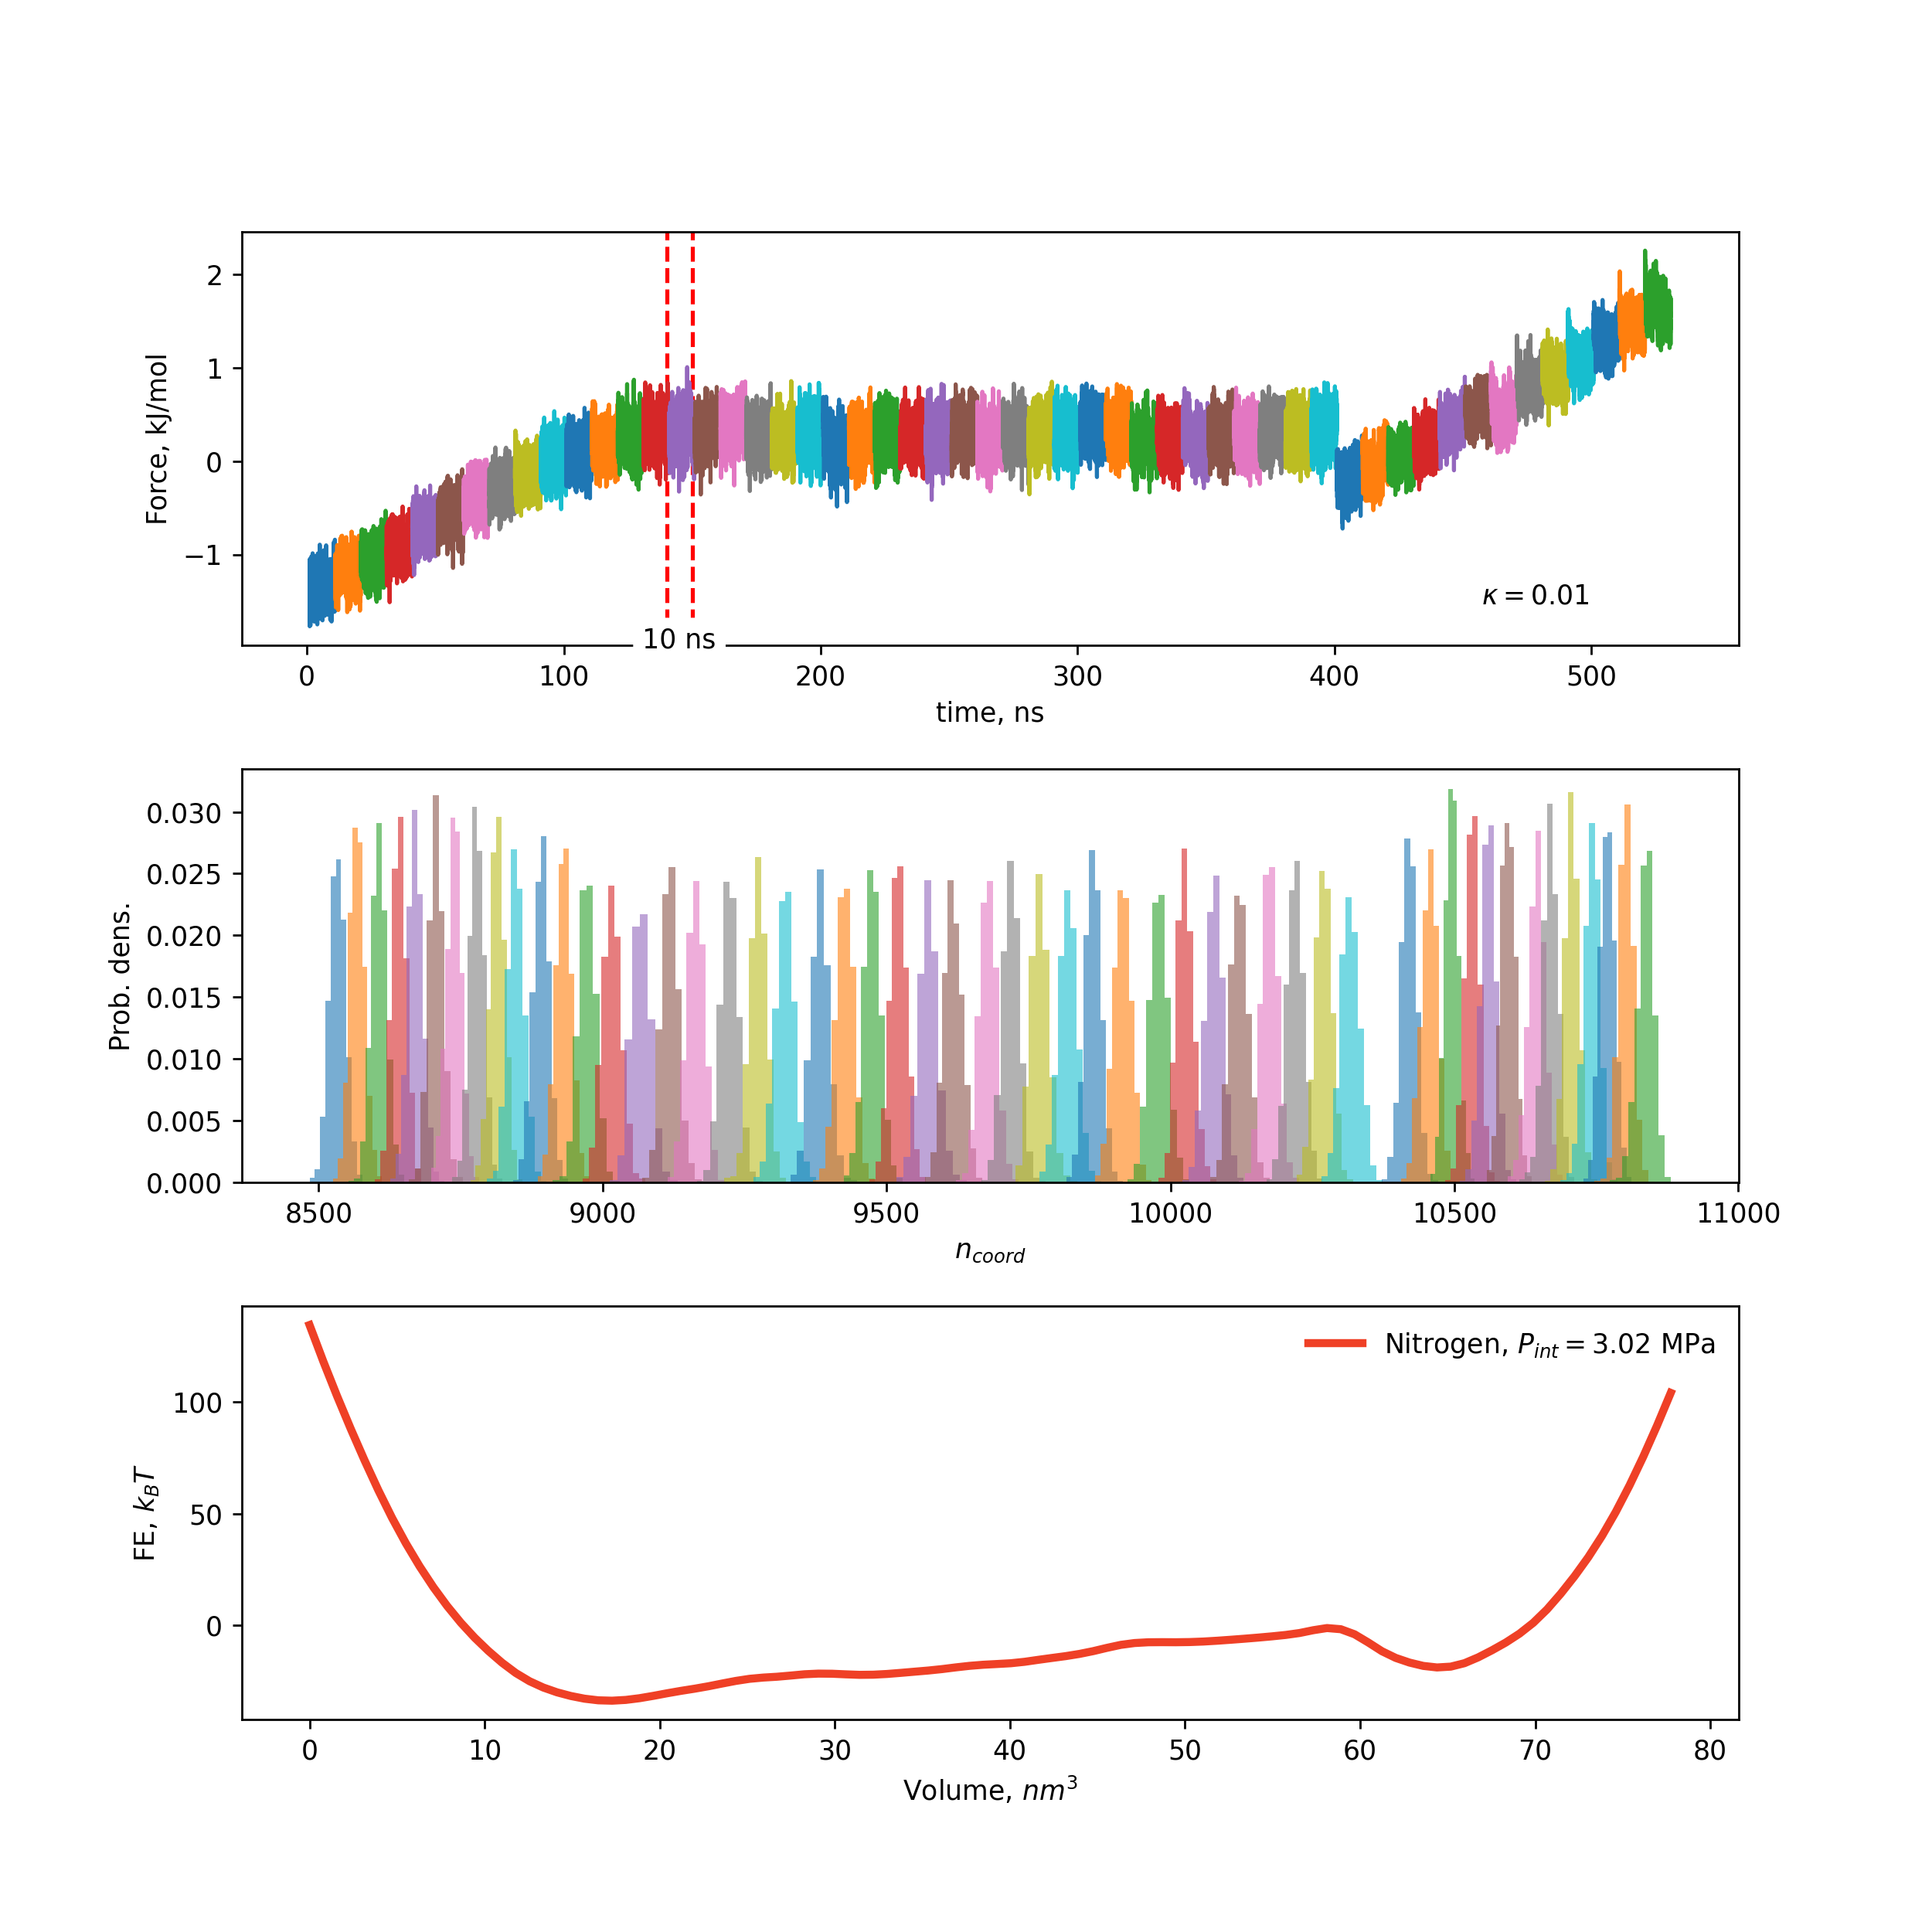 2
1
0
−1
Force, kJ/mol
κ = 0.01
10 ns
0 100 200 300 400 500
time, ns
0.030
0.025
0.020
0.015
0.010
0.005
0.000
Prob. dens.
8500 9000 9500 10000 10500 11000
n_coord
Nitrogen, P_int = 3.02 MPa
100
50
0
FE, k_BT
0 10 20 30 40 50 60 70 80
Volume, nm³